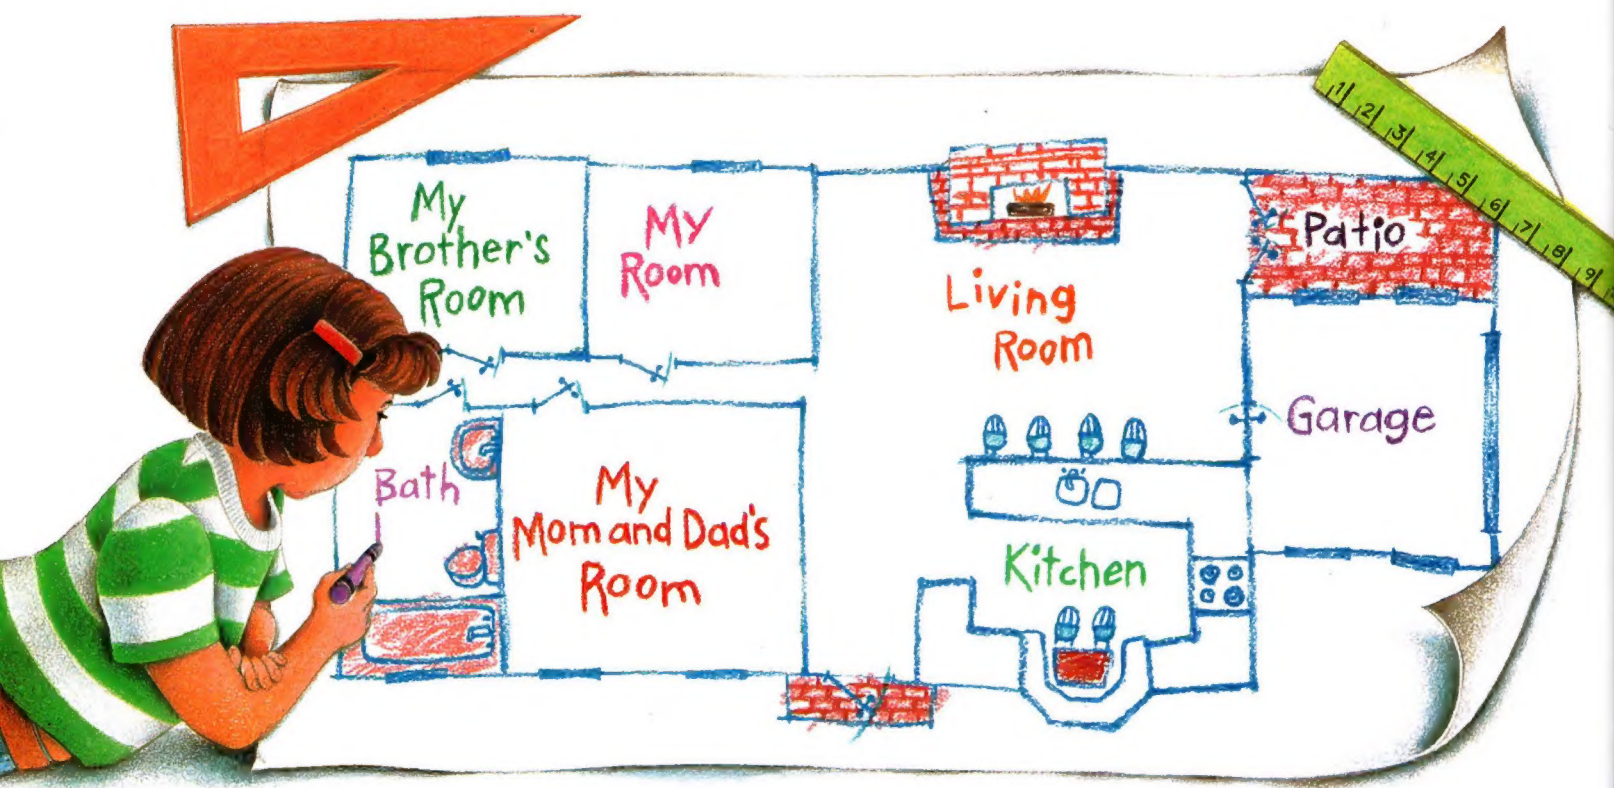 My
Brother's
Room
My
Room
Living
Room
Patio
Garage
Bath
My
Mom and Dad's
Room
Kitchen
1 2 3 4 5 6 7 8 9